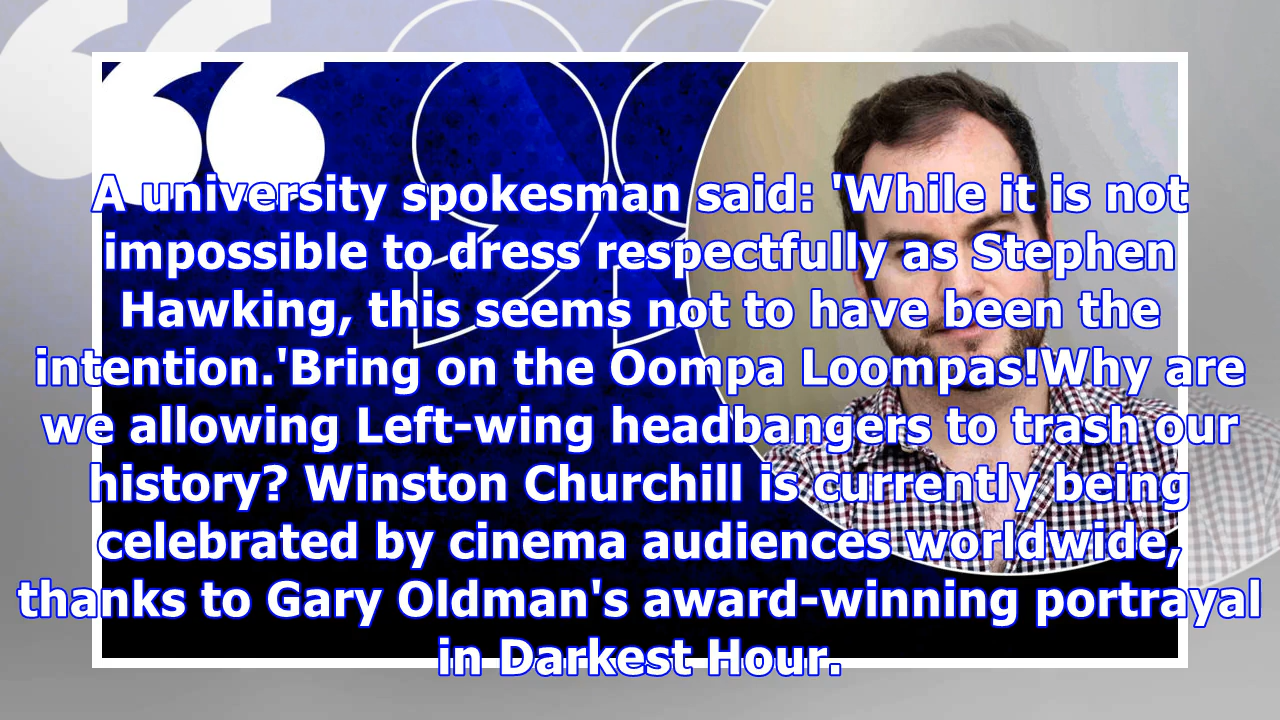 A university spokesman said: 'While it is not
impossible to dress respectfully as Stephen
Hawking, this seems not to have been the
intention.'Bring on the Oompa Loompas!Why are
we allowing Left-wing headbangers to trash our
history? Winston Churchill is currently being
celebrated by cinema audiences worldwide,
thanks to Gary Oldman's award-winning portrayal
in Darkest Hour.